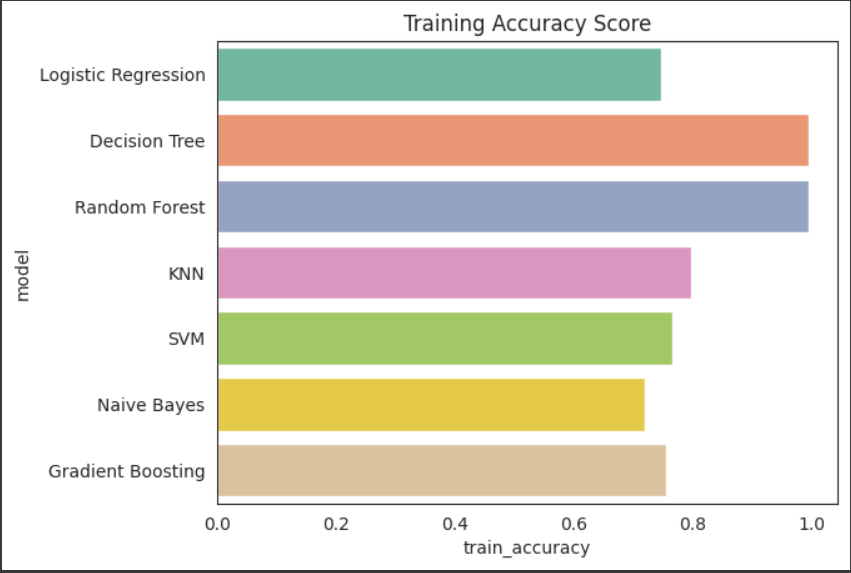 Training Accuracy Score
Logistic Regression
Decision Tree
Random Forest
KNN
SVM
Naive Bayes
Gradient Boosting
model
0.0 0.2 0.4 0.6 0.8 1.0
train_accuracy